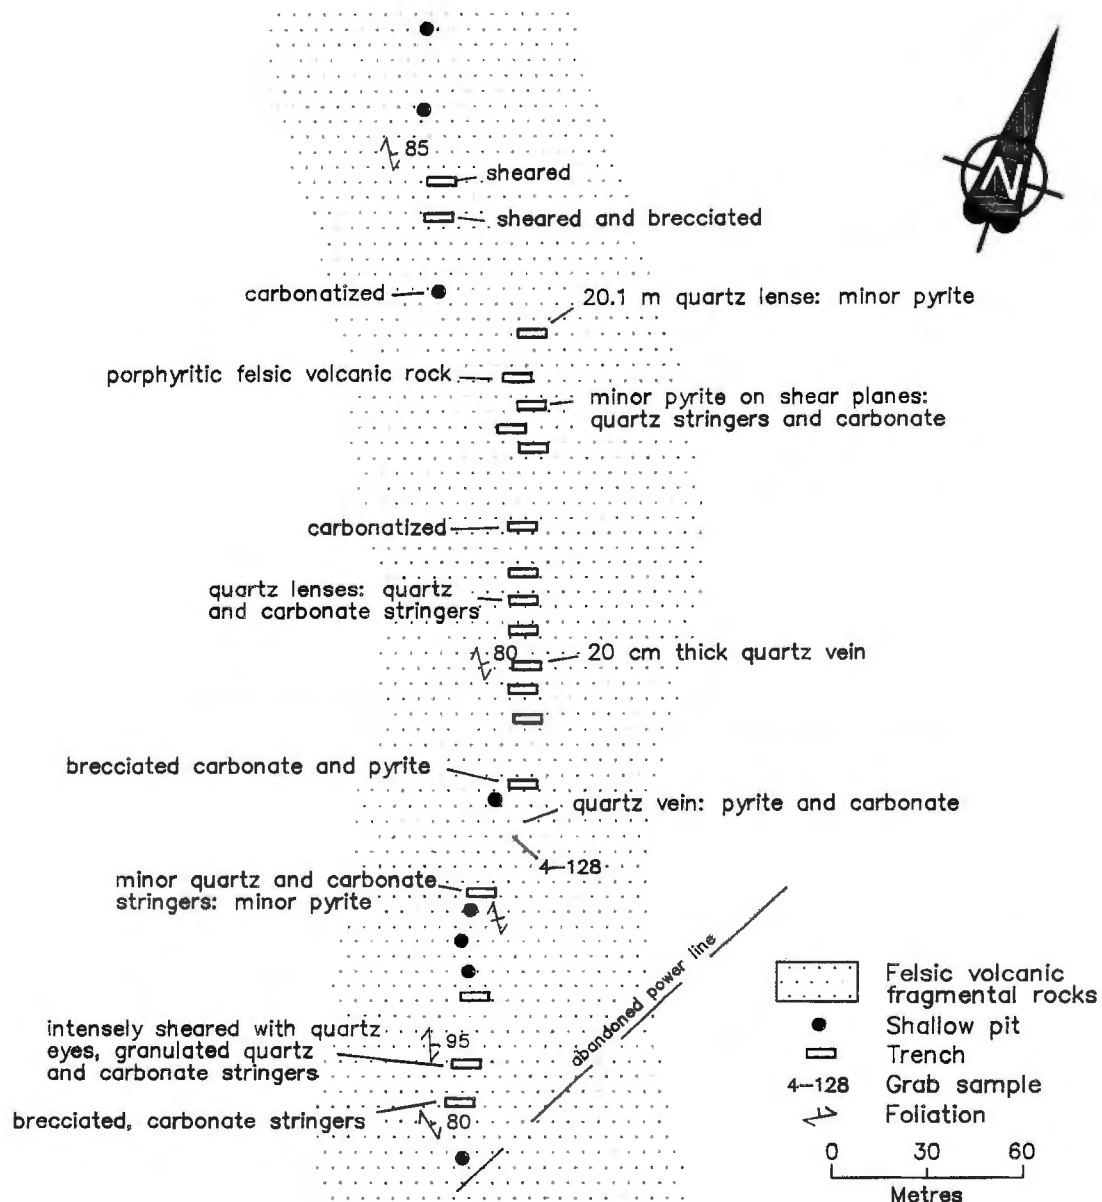 85
sheared
N
sheared and brecciated
carbonatized
20.1 m quartz lense: minor pyrite
porphyritic felsic volcanic rock
minor pyrite on shear planes:
quartz stringers and carbonate
carbonatized
quartz lenses: quartz
and carbonate stringers
80
20 cm thick quartz vein
brecciated carbonate and pyrite
quartz vein: pyrite and carbonate
4-128
minor quartz and carbonate
stringers: minor pyrite
abandoned power line
intensely sheared with quartz
eyes, granulated quartz
and carbonate stringers
95
brecciated, carbonate stringers
80
Felsic volcanic
fragmental rocks
Shallow pit
Trench
4-128 Grab sample
Foliation
0 30 60
Metres